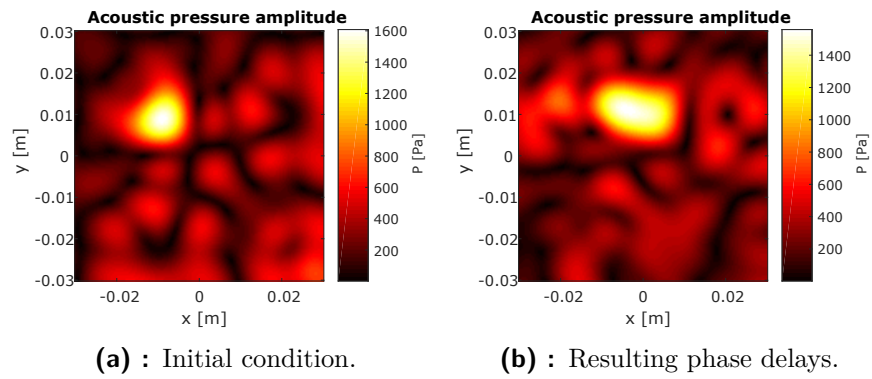 Acoustic pressure amplitude
0.03
0.02
0.01
0
-0.01
-0.02
-0.03
y [m]
-0.02 0 0.02
x [m]
1600
1400
1200
1000
800
600
400
200
P [Pa]
(a) : Initial condition.
Acoustic pressure amplitude
0.03
0.02
0.01
0
-0.01
-0.02
-0.03
y [m]
-0.02 0 0.02
x [m]
1400
1200
1000
800
600
400
200
P [Pa]
(b) : Resulting phase delays.